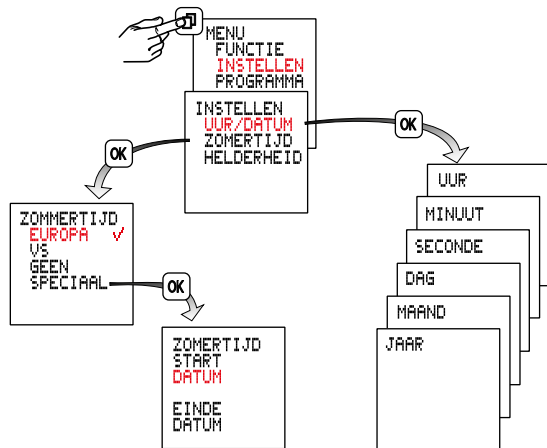 MENU
FUNCTIE
INSTELLEN
PROGRAMMA
INSTELLEN
UUR/DATUM
ZOMERTIJD
HELDERHEID
OK
OK
ZOMMERTIJD
EUROPA ✓
VS
GEEN
SPECIAAL
OK
ZOMERTIJD
START
DATUM
EINDE
DATUM
UUR
MINUUT
SECONDE
DAG
MAAND
JAAR